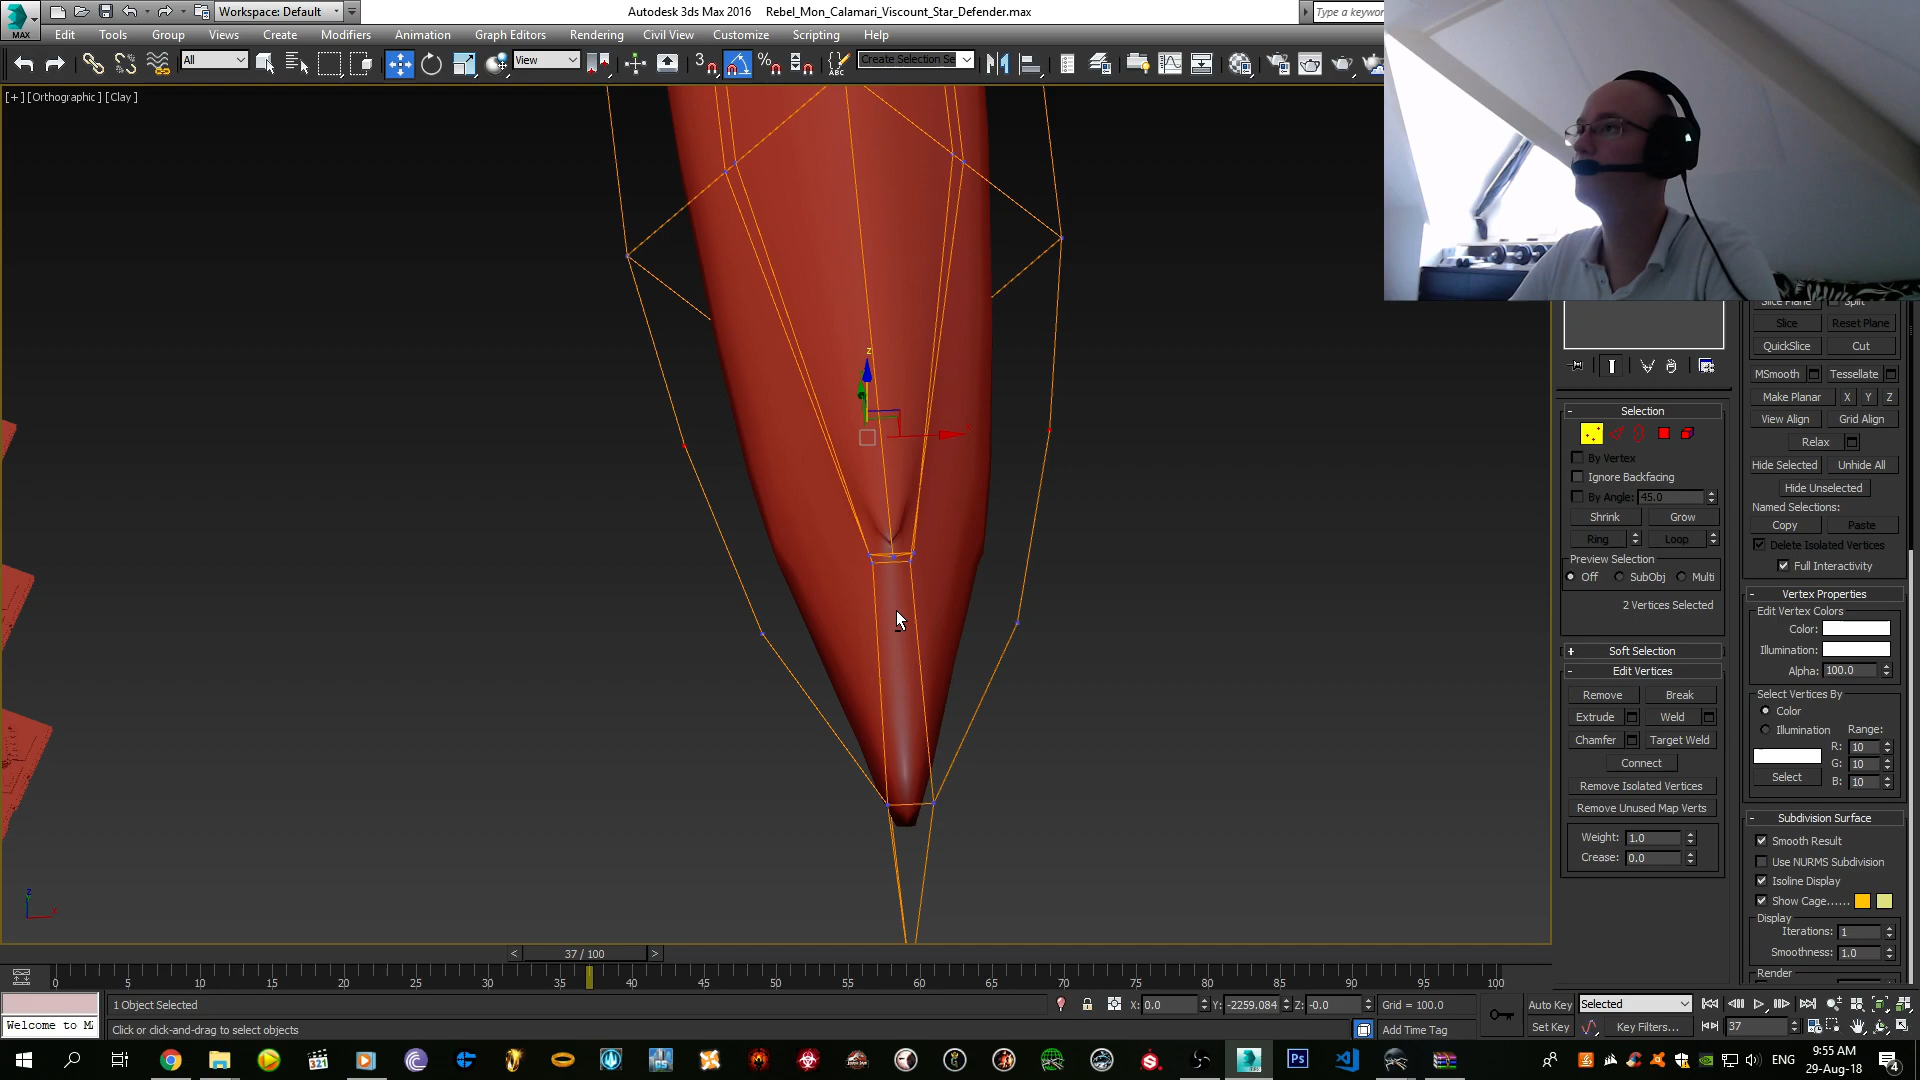 MAX
Workspace: Default
Autodesk 3ds Max 2016 Rebel_Mon_Calamari_Viscount_Star_Defender.max
Type a keywor
Edit Tools Group Views Create Modifiers Animation Graph Editors Rendering Civil View Customize Scripting Help
All
View
3
ABC
Create Selection Se
[+] [Orthographic] [Clay]
z
x
Slice Plane
Split
Slice
Reset Plane
QuickSlice
Cut
MSmooth
Tessellate
Make Planar
X Y Z
View Align
Grid Align
Relax
Hide Selected
Unhide All
Hide Unselected
Named Selections:
Copy
Paste
Delete Isolated Vertices
Full Interactivity
- Vertex Properties
Edit Vertex Colors
Color:
Illumination:
Alpha: 100.0
Select Vertices By
Color
Illumination
Range:
R: 10
G: 10
Select
B: 10
- Subdivision Surface
Smooth Result
Use NURMS Subdivision
Isoline Display
Show Cage......
Display
Iterations: 1
Smoothness: 1.0
Render
- Selection
By Vertex
Ignore Backfacing
By Angle: 45.0
Shrink
Grow
Ring
Loop
Preview Selection
Off SubObj Multi
2 Vertices Selected
+ Soft Selection
- Edit Vertices
Remove
Break
Extrude
Weld
Chamfer
Target Weld
Connect
Remove Isolated Vertices
Remove Unused Map Verts
Weight: 1.0
Crease: 0.0
< 37 / 100 >
0 5 10 15 20 25 30 35 40 45 50 55 60 65 70 75 80 85 90 95 100
1 Object Selected
X: 0.0 Y: -2259.084 Z: -0.0
Grid = 100.0
Auto Key
Selected
Welcome to M
Click or click-and-drag to select objects
Add Time Tag
Set Key
Key Filters...
37
321
Ps
ENG
9:55 AM
29-Aug-18
4